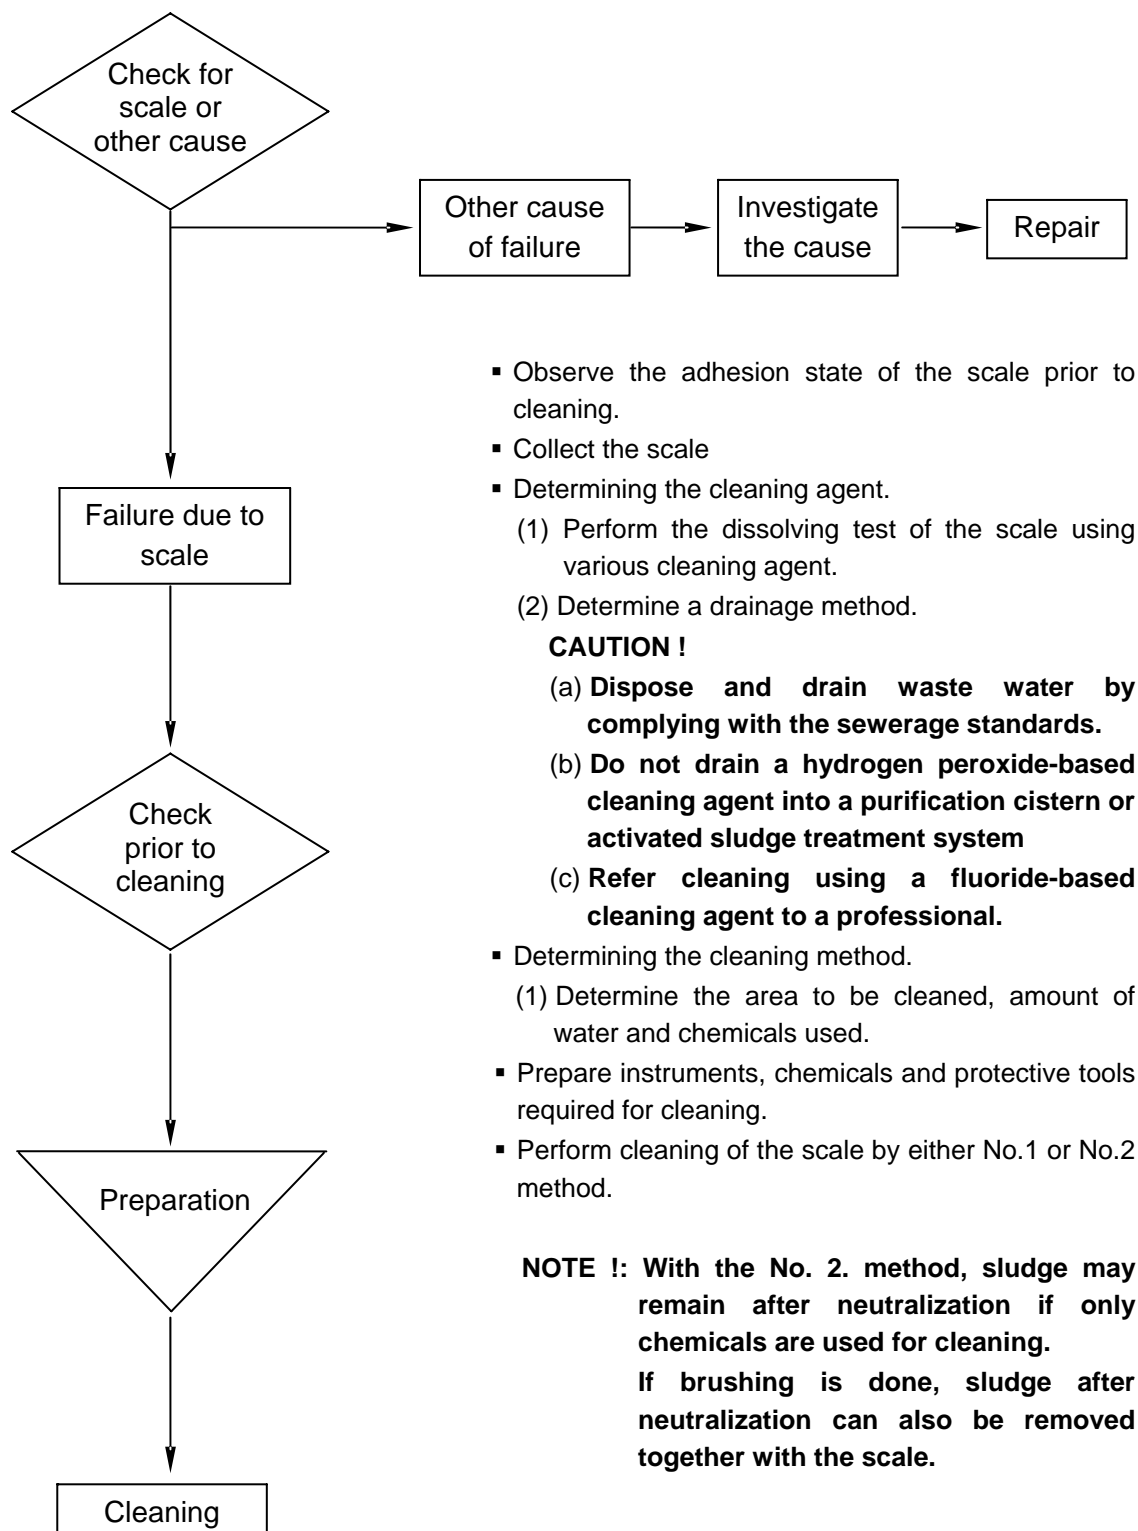 Check for
scale or
other cause
Other cause
of failure
Investigate
the cause
Repair
▪ Observe the adhesion state of the scale prior to
cleaning.
▪ Collect the scale
▪ Determining the cleaning agent.
(1) Perform the dissolving test of the scale using
various cleaning agent.
(2) Determine a drainage method.
CAUTION !
(a) Dispose and drain waste water by
complying with the sewerage standards.
(b) Do not drain a hydrogen peroxide-based
cleaning agent into a purification cistern or
activated sludge treatment system
(c) Refer cleaning using a fluoride-based
cleaning agent to a professional.
▪ Determining the cleaning method.
(1) Determine the area to be cleaned, amount of
water and chemicals used.
▪ Prepare instruments, chemicals and protective tools
required for cleaning.
▪ Perform cleaning of the scale by either No.1 or No.2
method.
NOTE !: With the No. 2. method, sludge may
remain after neutralization if only
chemicals are used for cleaning.
If brushing is done, sludge after
neutralization can also be removed
together with the scale.
Failure due to
scale
Check
prior to
cleaning
Preparation
Cleaning